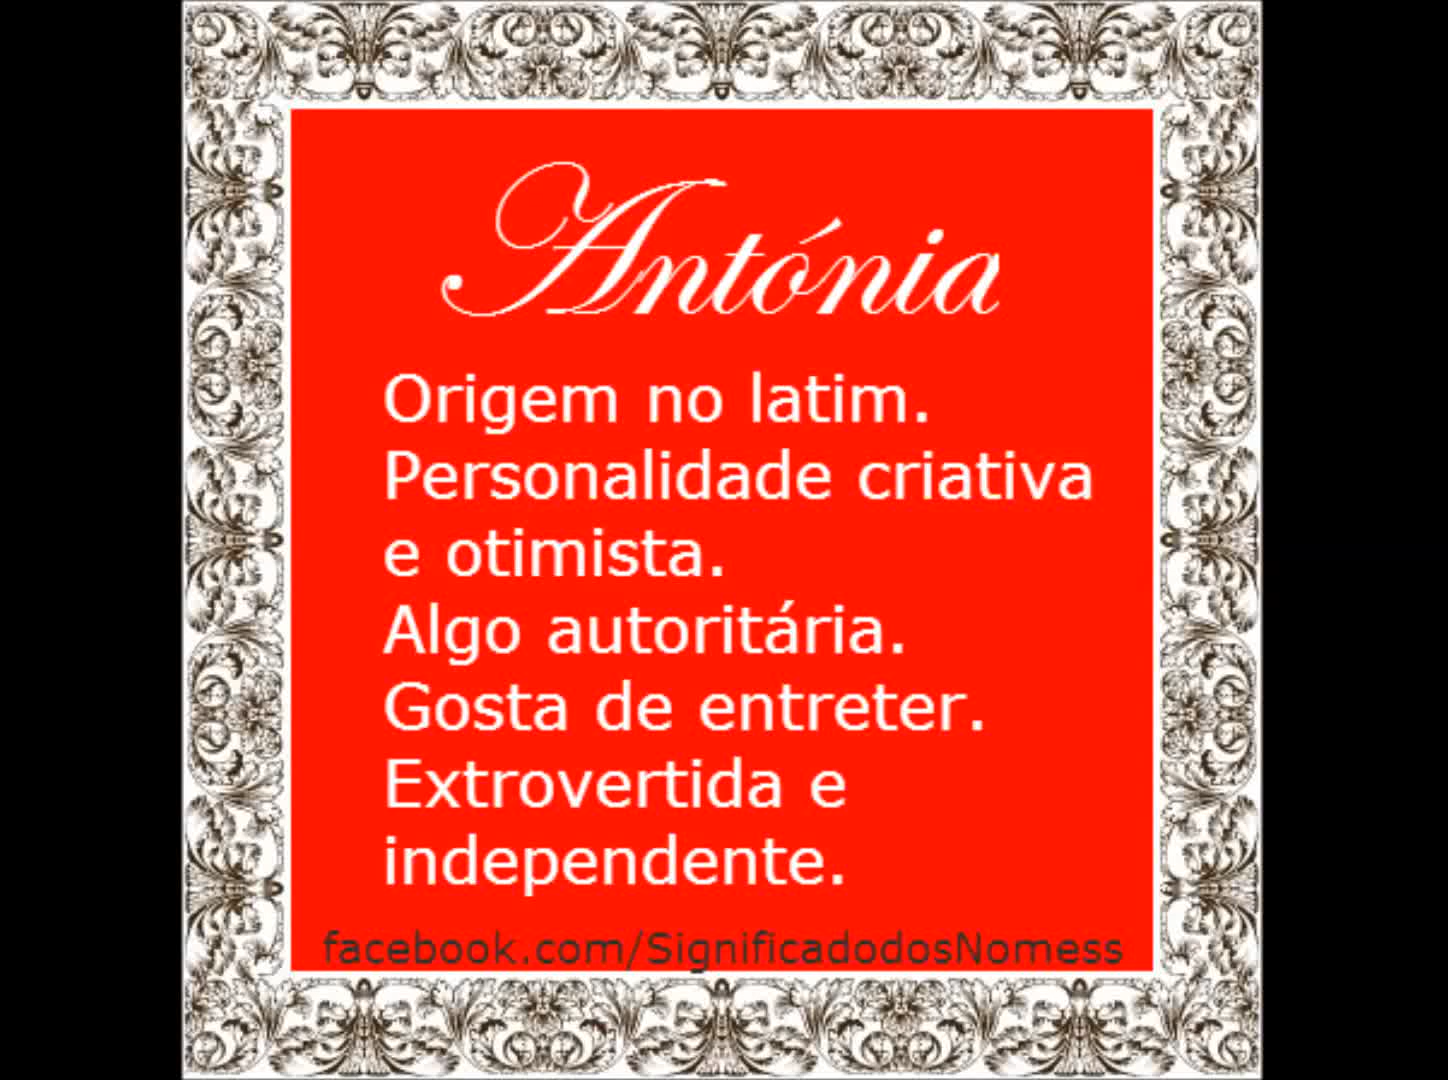 Antónia
Origem no latim.
Personalidade criativa
e otimista.
Algo autoritária.
Gosta de entreter.
Extrovertida e
independente.
facebook.com/SignificadodosNomess